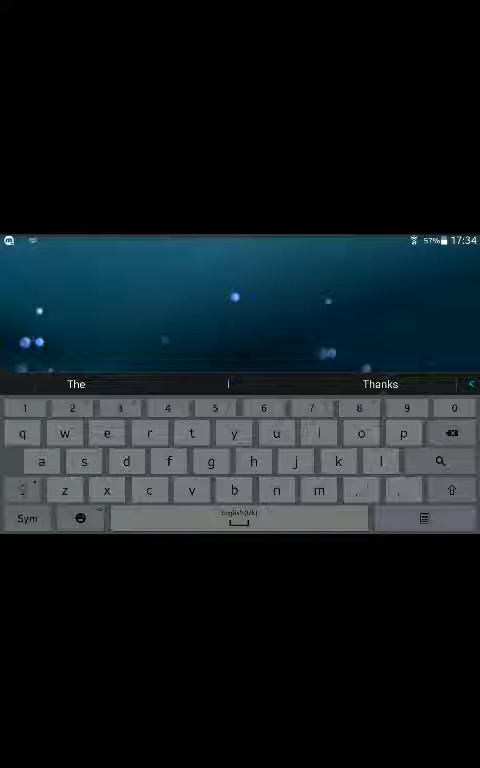 57% 17:34
The I Thanks <
1 2 3 4 5 6 7 8 9 0
q w e r t y u i o p
a s d f g h j k l
z x c v b n m , .
Sym English(UK)